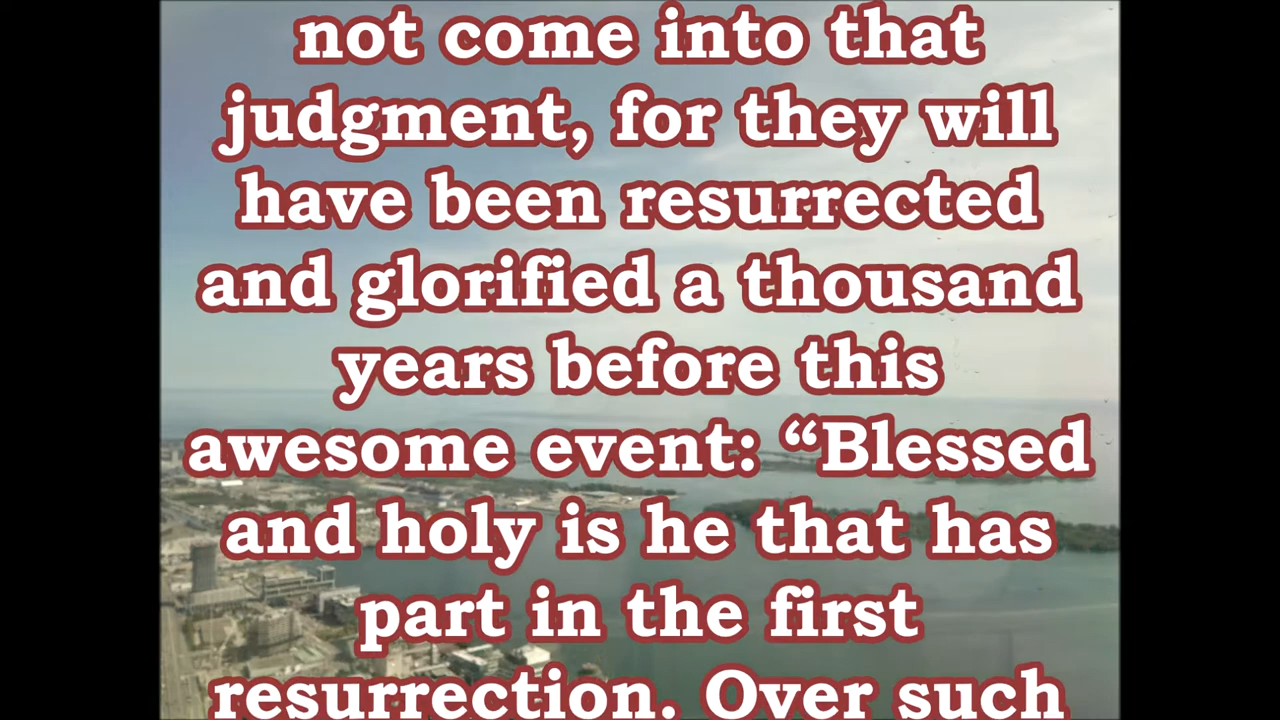 not come into that
judgment, for they will
have been resurrected
and glorified a thousand
years before this
awesome event: “Blessed
and holy is he that has
part in the first
resurrection. Over such